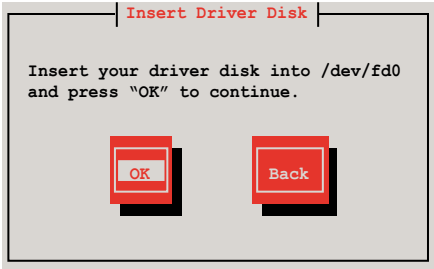 Insert Driver Disk
Insert your driver disk into /dev/fd0
and press “OK” to continue.
OK
Back